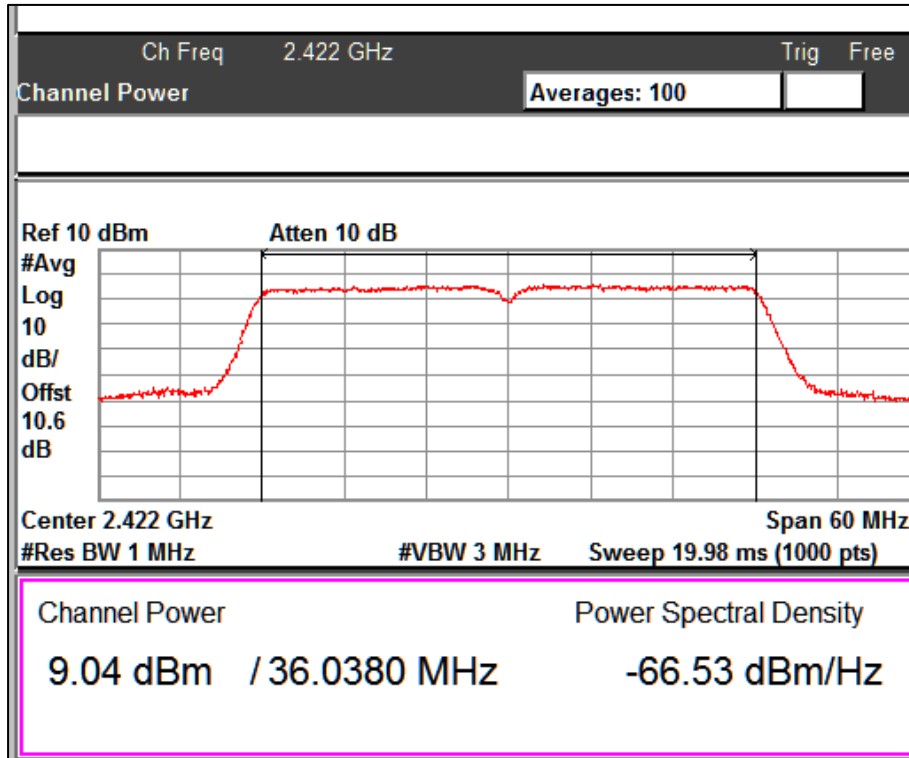 Ch Freq 2.422 GHz Trig Free
Channel Power Averages: 100
Ref 10 dBm Atten 10 dB
#Avg
Log
10
dB/
Offst
10.6
dB
Center 2.422 GHz Span 60 MHz
#Res BW 1 MHz #VBW 3 MHz Sweep 19.98 ms (1000 pts)
Channel Power Power Spectral Density
9.04 dBm / 36.0380 MHz -66.53 dBm/Hz